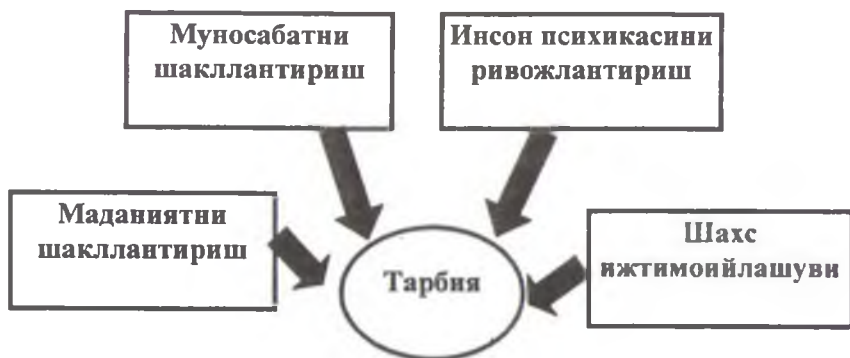 Муносабатни
шакллантириш
Инсон психикасини
ривожлантириш
Маданиятни
шакллантириш
Шахс
ижтимоийлашуви
Тарбия